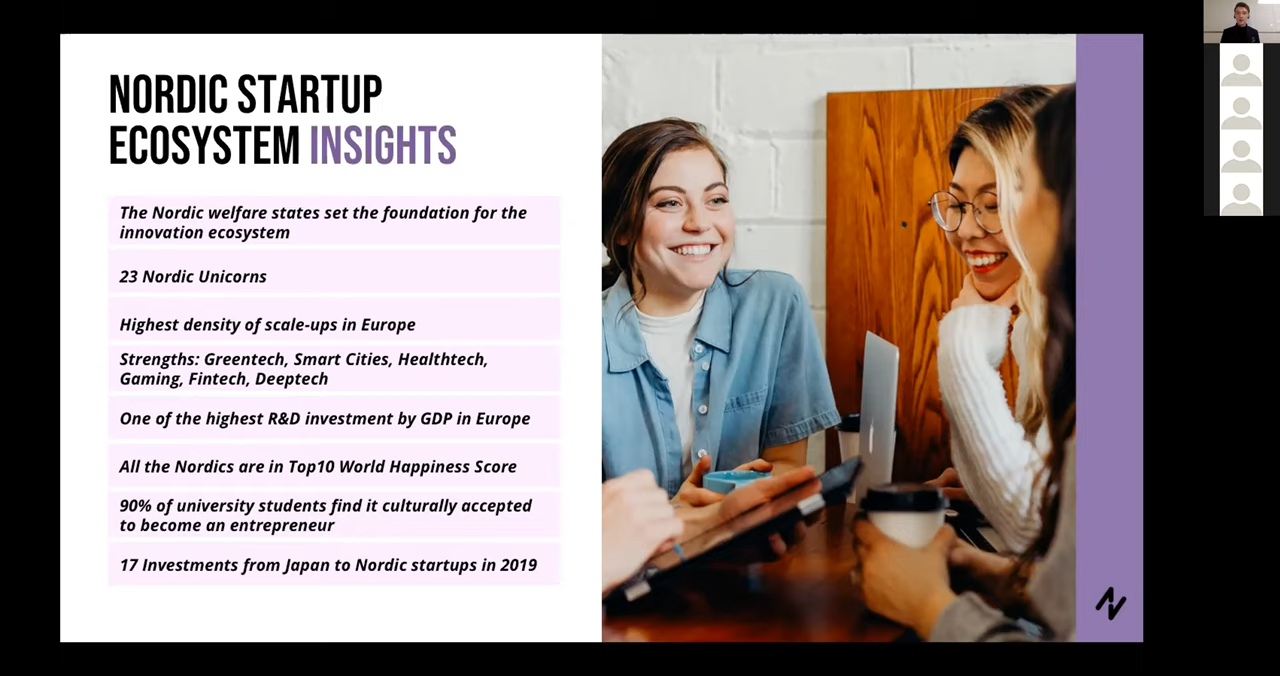 NORDIC STARTUP
ECOSYSTEM INSIGHTS
The Nordic welfare states set the foundation for the
innovation ecosystem
23 Nordic Unicorns
Highest density of scale-ups in Europe
Strengths: Greentech, Smart Cities, Healthtech,
Gaming, Fintech, Deeptech
One of the highest R&D investment by GDP in Europe
All the Nordics are in Top10 World Happiness Score
90% of university students find it culturally accepted
to become an entrepreneur
17 Investments from Japan to Nordic startups in 2019